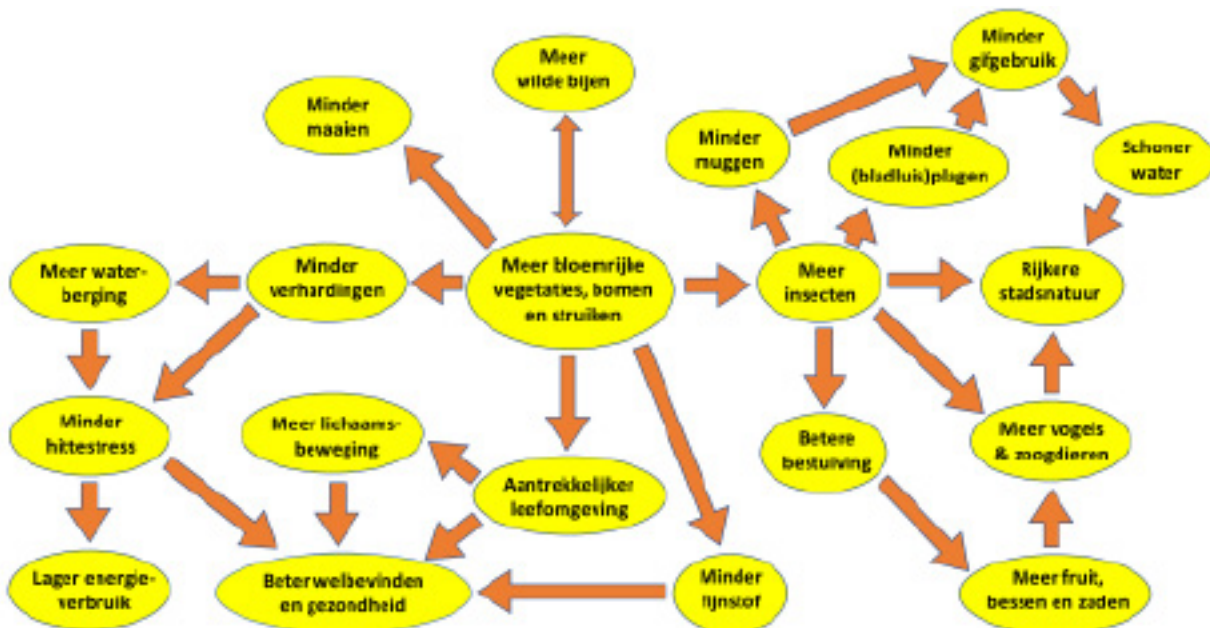 Minder
gifgebruik
Meer
wilde bijen
Minder
maaien
Minder
muggen
Minder
(bladluis)plagen
Schoner
water
Meer water-
berging
Minder
verhardingen
Meer bloemrijke
vegetaties, bomen
en struiken
Meer
insecten
Rijkere
stadsnatuur
Minder
hittestress
Meer lichaams-
beweging
Betere
bestuiving
Meer vogels
& zoogdieren
Aantrekkelijker
leefomgeving
Lager energie-
verbruik
Beter welbevinden
en gezondheid
Minder
fijnstof
Meer fruit,
bessen en zaden